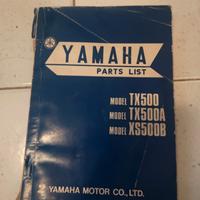 YAMAHA
PARTS LIST
MODEL TX500
MODEL TX500A
MODEL XS500B
YAMAHA MOTOR CO., LTD.